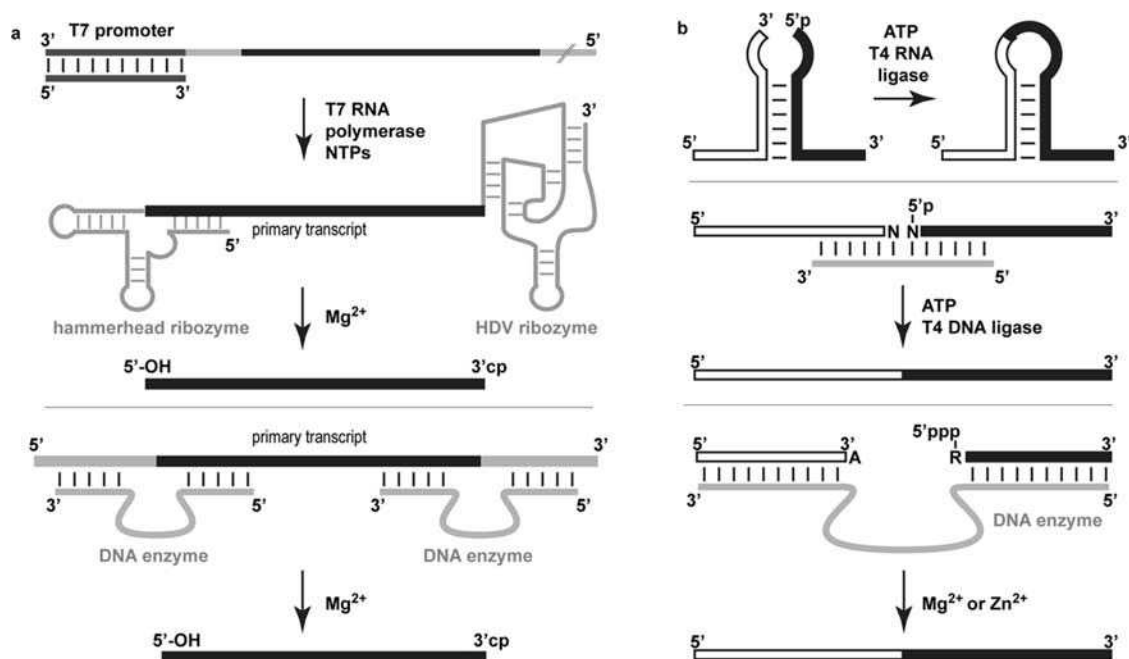 a
T7 promoter
3’ 5’
5’ 3’
T7 RNA
polymerase
NTPs
3’
primary transcript
5’
hammerhead ribozyme
HDV ribozyme
Mg2+
5’-OH 3’cp
primary transcript
5’ 3’
3’ 5’ 3’ 5’
DNA enzyme DNA enzyme
Mg2+
5’-OH 3’cp
b
3’ 5’p
ATP
T4 RNA
ligase
5’ 3’ 5’ 3’
5’p
5’ 3’
N N
3’ 5’
ATP
T4 DNA ligase
5’ 3’
5’ppp
5’ 3’ 3’
A R
3’ 5’
DNA enzyme
Mg2+ or Zn2+
5’ 3’